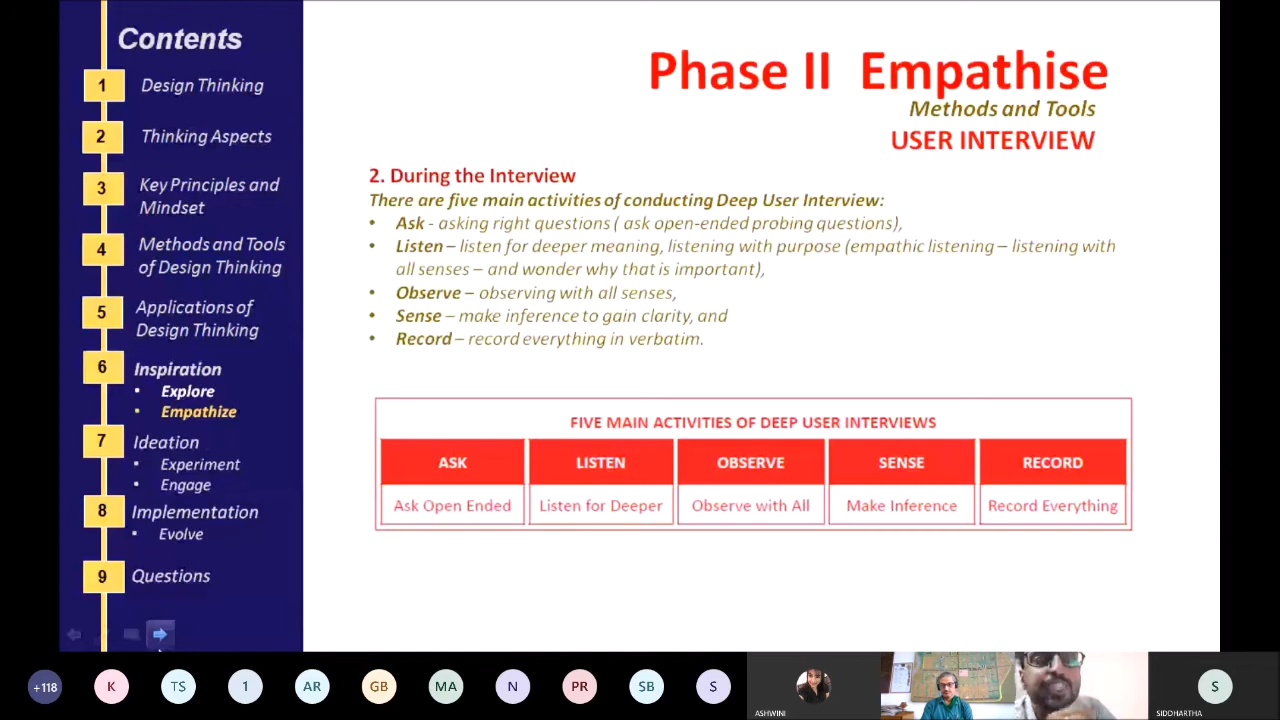 Contents
1 Design Thinking
2 Thinking Aspects
3 Key Principles and
Mindset
4 Methods and Tools
of Design Thinking
5 Applications of
Design Thinking
6 Inspiration
• Explore
• Empathize
7 Ideation
• Experiment
• Engage
8 Implementation
• Evolve
9 Questions
Phase II Empathise
Methods and Tools
USER INTERVIEW
2. During the Interview
There are five main activities of conducting Deep User Interview:
• Ask - asking right questions ( ask open-ended probing questions),
• Listen – listen for deeper meaning, listening with purpose (empathic listening – listening with
all senses – and wonder why that is important),
• Observe – observing with all senses,
• Sense – make inference to gain clarity, and
• Record – record everything in verbatim.
FIVE MAIN ACTIVITIES OF DEEP USER INTERVIEWS
ASK LISTEN OBSERVE SENSE RECORD
Ask Open Ended Listen for Deeper Observe with All Make Inference Record Everything
+118 K TS 1 AR GB MA N PR SB S S
ASHWINI SIDDHARTHA